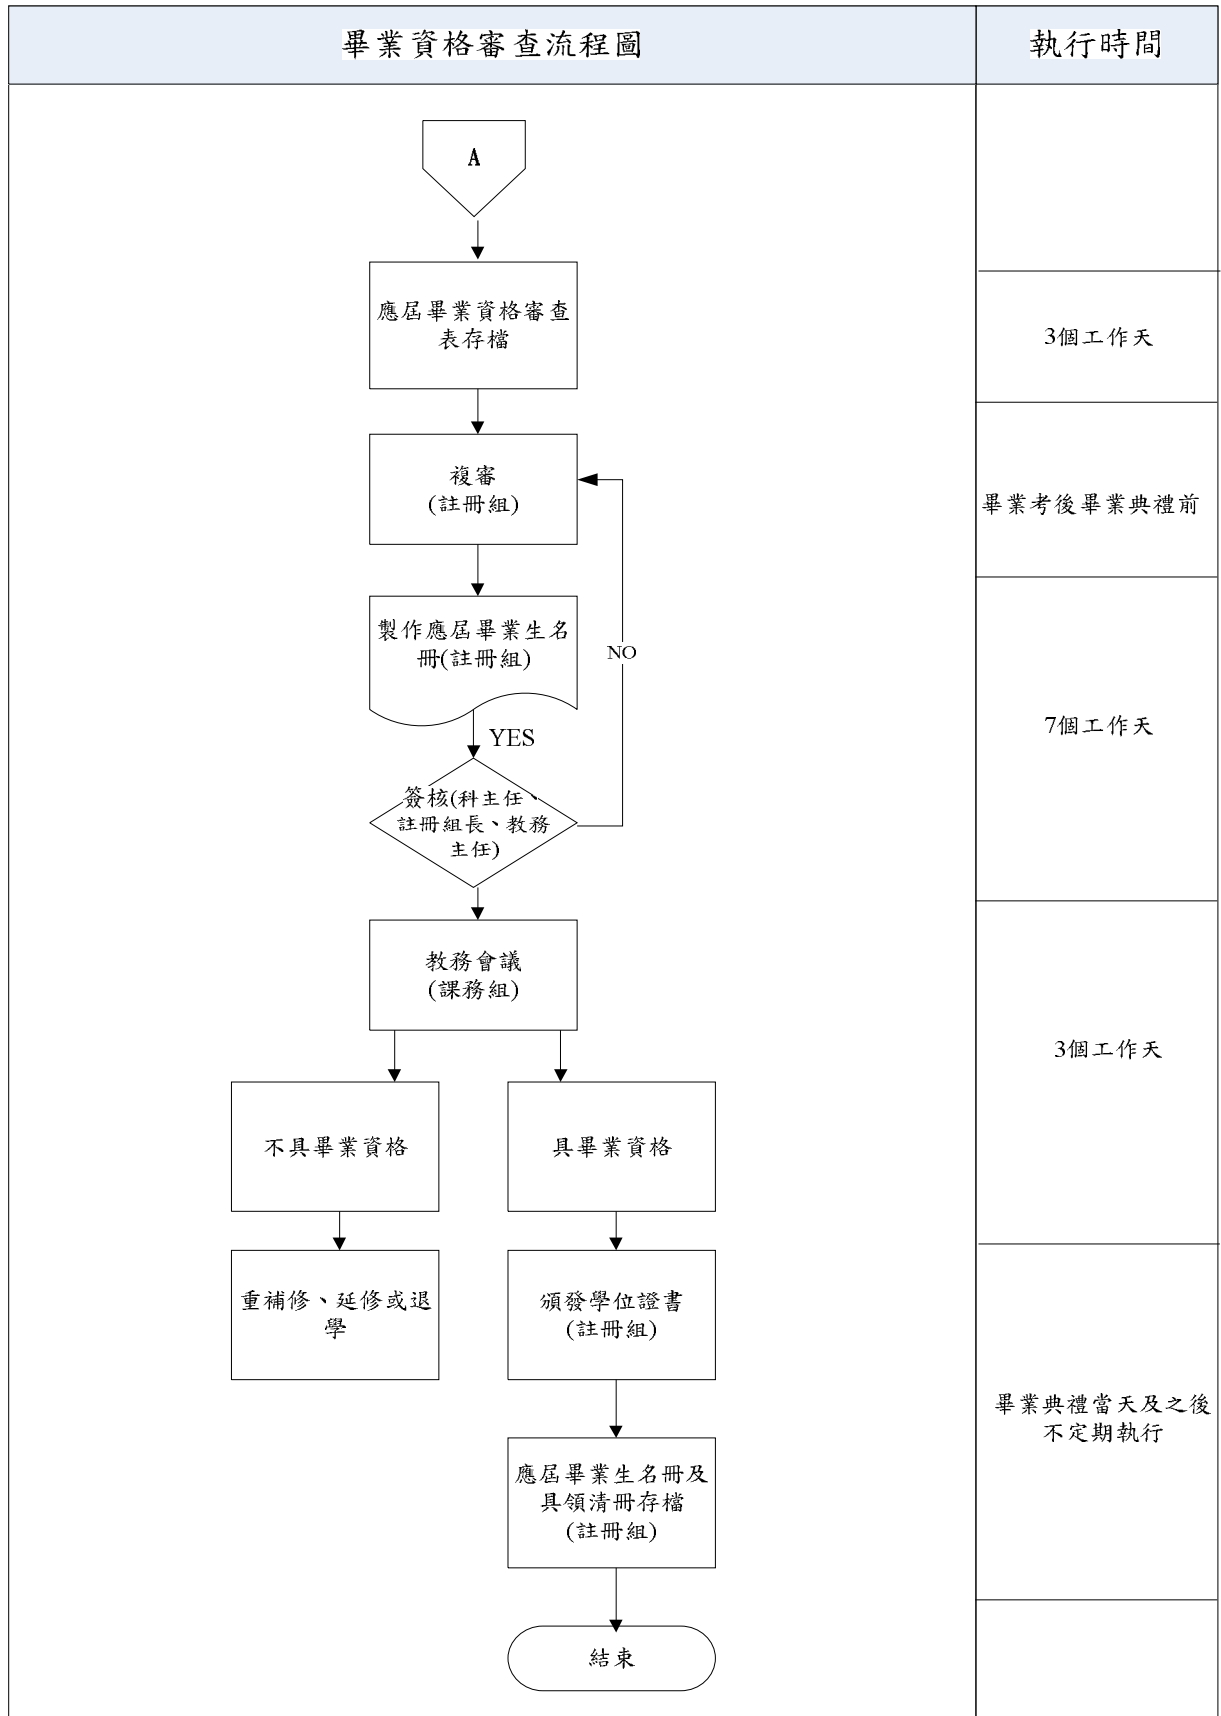 畢業資格審查流程圖
執行時間
A
應屆畢業資格審查
表存檔
3個工作天
複審
(註冊組)
畢業考後畢業典禮前
製作應屆畢業生名
冊(註冊組)
NO
YES
7個工作天
簽核(科主任、
註冊組長、教務
主任)
教務會議
(課務組)
3個工作天
不具畢業資格
具畢業資格
重補修、延修或退
學
頒發學位證書
(註冊組)
畢業典禮當天及之後
不定期執行
應屆畢業生名冊及
具領清冊存檔
(註冊組)
結束